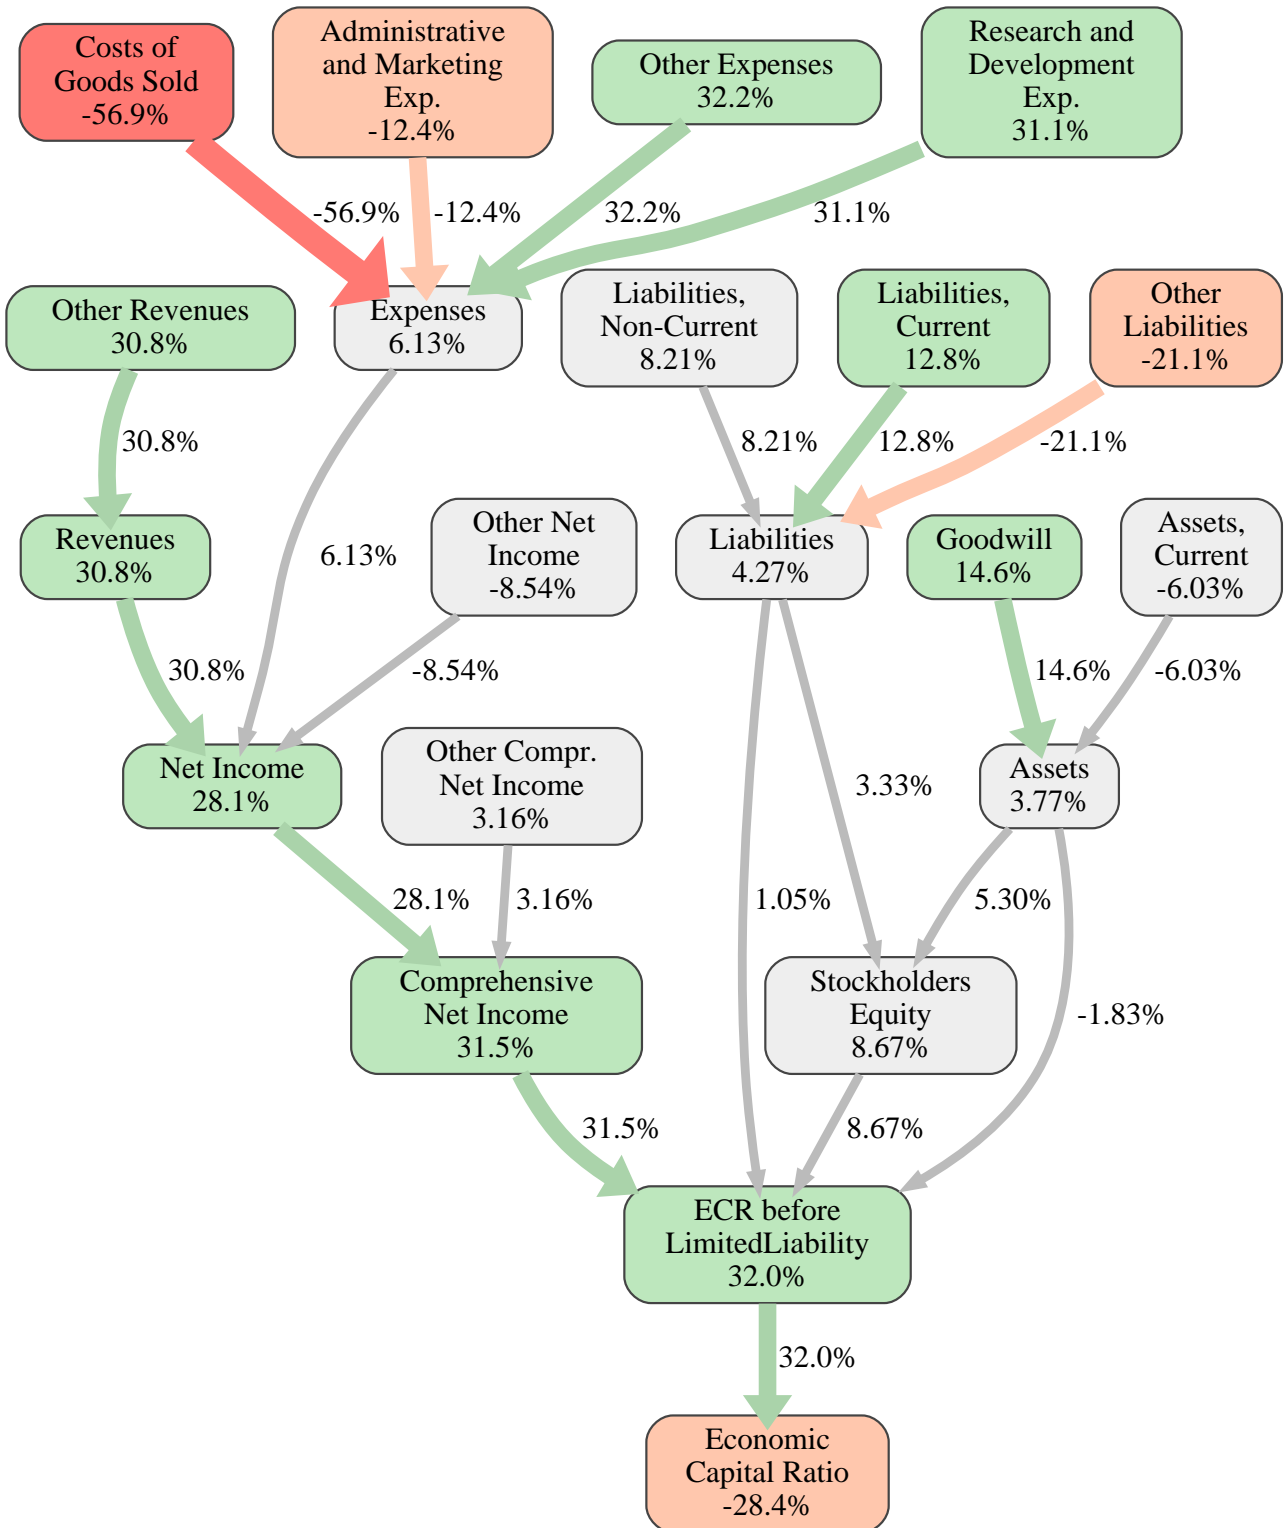 Costs of
Goods Sold
-56.9%
Administrative
and Marketing
Exp.
-12.4%
Other Expenses
32.2%
Research and
Development
Exp.
31.1%
-56.9%
-12.4%
32.2%
31.1%
Other Revenues
30.8%
Expenses
6.13%
Liabilities,
Non-Current
8.21%
Liabilities,
Current
12.8%
Other
Liabilities
-21.1%
30.8%
8.21%
12.8%
-21.1%
Revenues
30.8%
6.13%
Other Net
Income
-8.54%
Liabilities
4.27%
Goodwill
14.6%
Assets,
Current
-6.03%
30.8%
-8.54%
14.6%
-6.03%
Net Income
28.1%
Other Compr.
Net Income
3.16%
3.33%
Assets
3.77%
28.1%
3.16%
1.05%
5.30%
Comprehensive
Net Income
31.5%
Stockholders
Equity
8.67%
-1.83%
31.5%
8.67%
ECR before
LimitedLiability
32.0%
32.0%
Economic
Capital Ratio
-28.4%